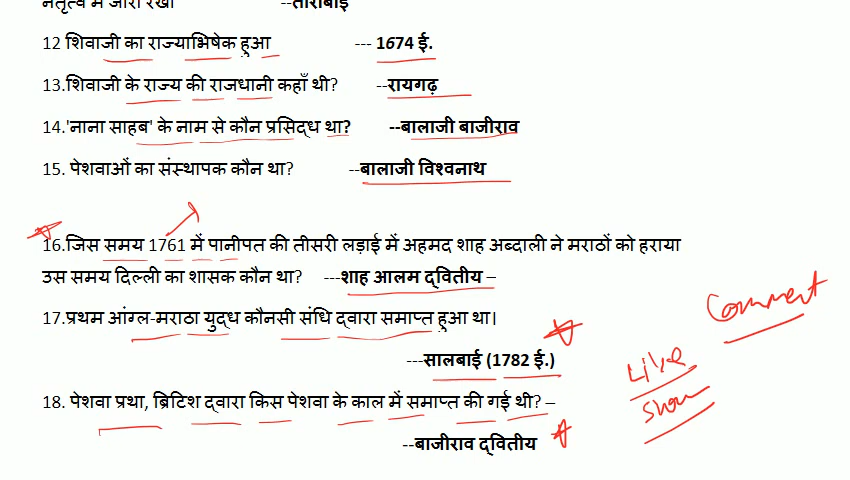 नेतृत्व में जारी रखा --ताराबाई
12 शिवाजी का राज्याभिषेक हुआ --- 1674 ई.
13.शिवाजी के राज्य की राजधानी कहाँ थी? --रायगढ़
14.'नाना साहब' के नाम से कौन प्रसिद्ध था? --बालाजी बाजीराव
15. पेशवाओं का संस्थापक कौन था? --बालाजी विश्वनाथ
16.जिस समय 1761 में पानीपत की तीसरी लड़ाई में अहमद शाह अब्दाली ने मराठों को हराया
उस समय दिल्ली का शासक कौन था? ---शाह आलम द्वितीय –
17.प्रथम आंग्ल-मराठा युद्ध कौनसी संधि द्वारा समाप्त हुआ था।
---सालबाई (1782 ई.)
18. पेशवा प्रथा, ब्रिटिश द्वारा किस पेशवा के काल में समाप्त की गई थी? –
--बाजीराव द्वितीय
Comment
Like